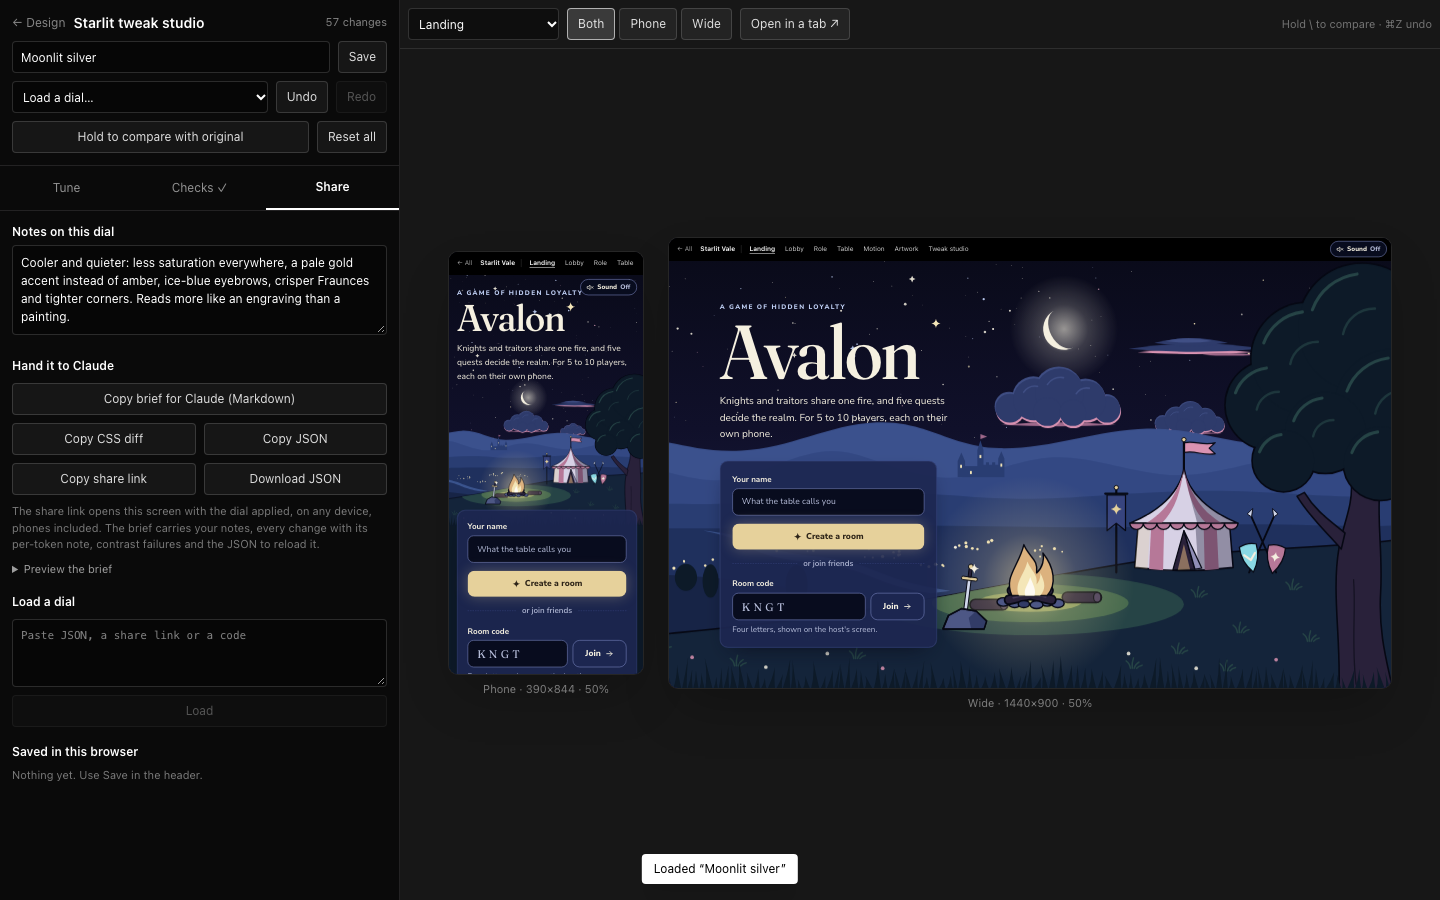 ← Design Starlit tweak studio 57 changes
Moonlit silver Save
Load a dial... Undo Redo
Hold to compare with original Reset all
Tune Checks ✓ Share
Notes on this dial
Cooler and quieter: less saturation everywhere, a pale gold
accent instead of amber, ice-blue eyebrows, crisper Fraunces
and tighter corners. Reads more like an engraving than a
painting.
Hand it to Claude
Copy brief for Claude (Markdown)
Copy CSS diff Copy JSON
Copy share link Download JSON
The share link opens this screen with the dial applied, on any device,
phones included. The brief carries your notes, every change with its
per-token note, contrast failures and the JSON to reload it.
▶ Preview the brief
Load a dial
Paste JSON, a share link or a code
Load
Saved in this browser
Nothing yet. Use Save in the header.
Landing Both Phone Wide Open in a tab ↗ Hold \ to compare · ⌘Z undo
← All Starlit Vale Landing Lobby Role Table
Sound Off
A GAME OF HIDDEN LOYALTY
Avalon
Knights and traitors share one fire, and five
quests decide the realm. For 5 to 10 players,
each on their own phone.
Your name
What the table calls you
✦ Create a room
or join friends
Room code
KNGT Join →
Phone · 390×844 · 50%
← All Starlit Vale Landing Lobby Role Table Motion Artwork Tweak studio Sound Off
A GAME OF HIDDEN LOYALTY
Avalon
Knights and traitors share one fire, and five quests
decide the realm. For 5 to 10 players, each on their
own phone.
Your name
What the table calls you
✦ Create a room
or join friends
Room code
KNGT Join →
Four letters, shown on the host's screen.
Wide · 1440×900 · 50%
Loaded “Moonlit silver”